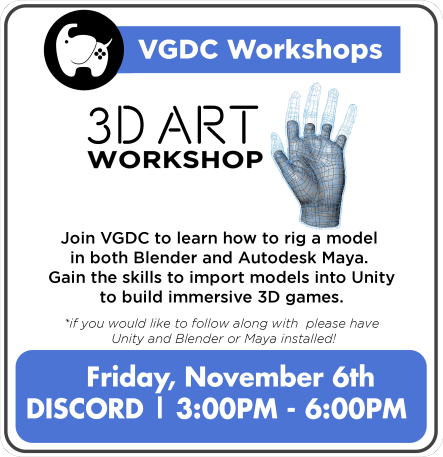 VGDC Workshops
3D ART
WORKSHOP
Join VGDC to learn how to rig a model
in both Blender and Autodesk Maya.
Gain the skills to import models into Unity
to build immersive 3D games.
*if you would like to follow along with please have
Unity and Blender or Maya installed!
Friday, November 6th
DISCORD | 3:00PM - 6:00PM